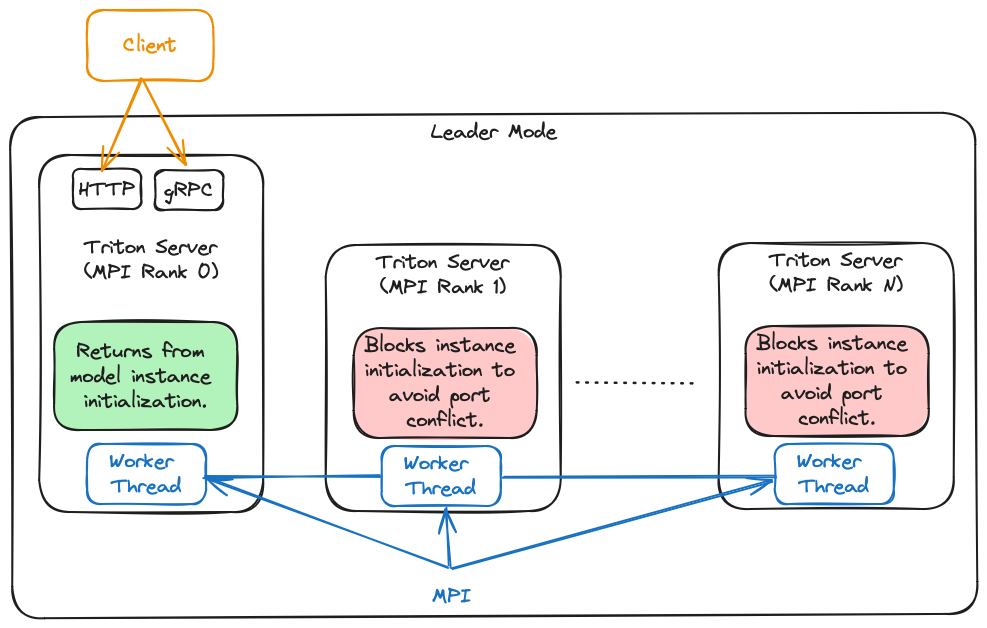 Client
Leader Mode
HTTP
gRPC
Triton Server
(MPI Rank 0)
Returns from
model instance
initialization.
Worker
Thread
Triton Server
(MPI Rank 1)
Blocks instance
initialization to
avoid port
conflict.
Worker
Thread
Triton Server
(MPI Rank N)
Blocks instance
initialization to
avoid port
conflict.
Worker
Thread
MPI